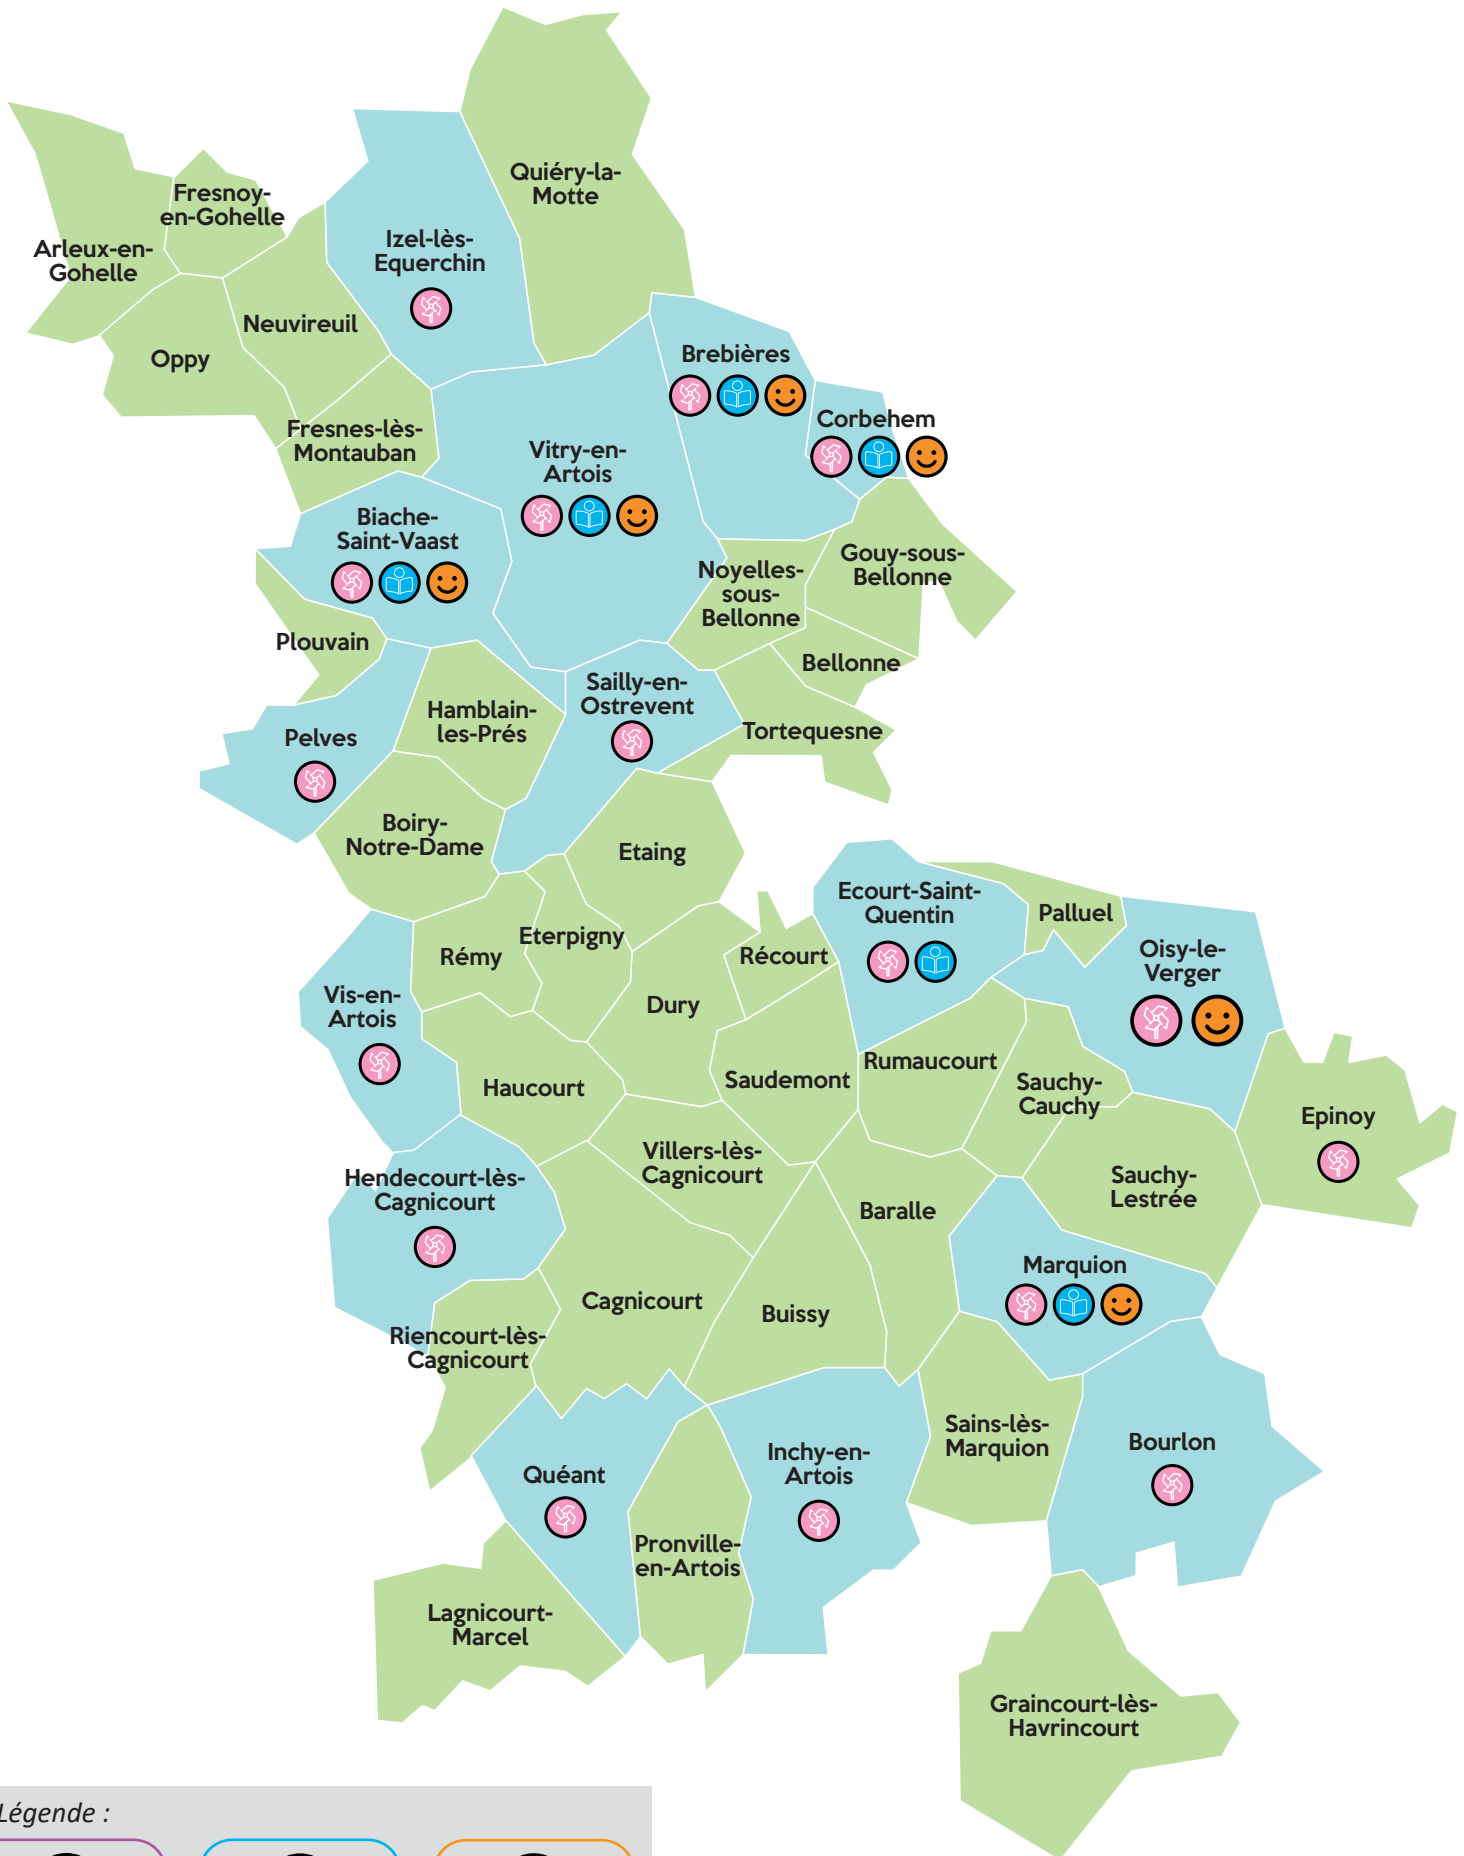 Quiéry-la-
Motte
Fresnoy-
en-Gohelle
Arleux-en-
Gohelle
Izel-lès-
Equerchin
Neuvireuil
Oppy
Brebières
Corbehem
Fresnes-lès-
Montauban
Vitry-en-
Artois
Biache-
Saint-Vaast
Gouy-sous-
Bellonne
Noyelles-
sous-
Bellonne
Plouvain
Bellonne
Sailly-en-
Ostrevent
Hamblain-
les-Prés
Tortequesne
Pelves
Boiry-
Notre-Dame
Etaing
Ecourt-Saint-
Quentin
Palluel
Eterpigny
Rémy
Récourt
Oisy-le-
Verger
Vis-en-
Artois
Dury
Rumaucourt
Saudemont
Haucourt
Sauchy-
Cauchy
Epinoy
Villers-lès-
Cagnicourt
Hendecourt-lès-
Cagnicourt
Sauchy-
Lestrée
Baralle
Marquion
Cagnicourt
Buissy
Riencourt-lès-
Cagnicourt
Sains-lès-
Marquion
Bourlon
Inchy-en-
Artois
Quéant
Pronville-
en-Artois
Lagnicourt-
Marcel
Graincourt-lès-
Havrincourt
Légende :